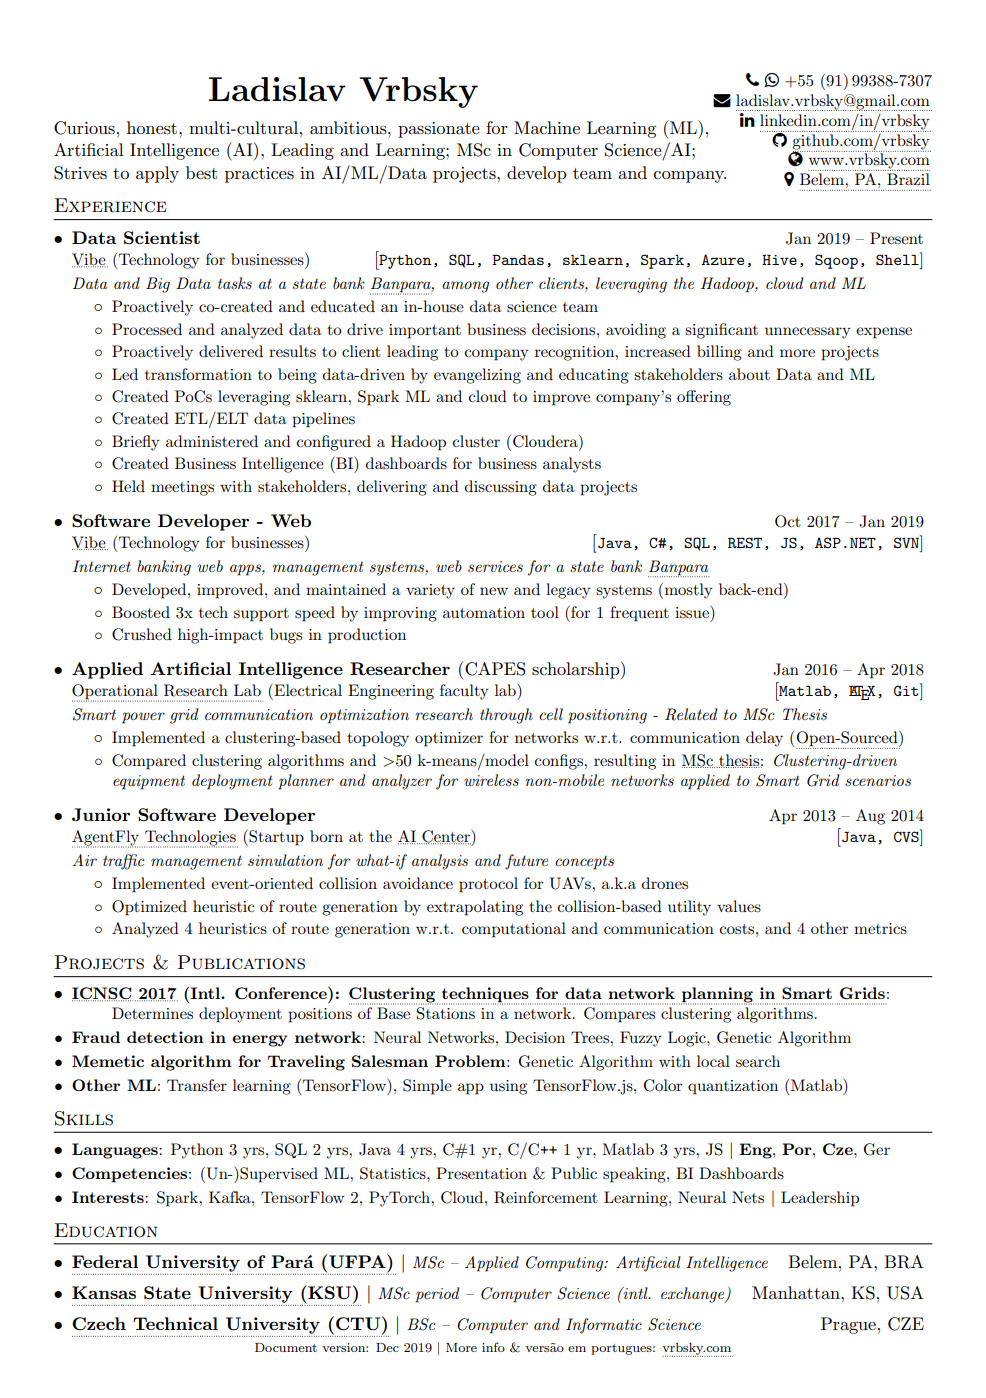 Ladislav Vrbsky
Curious, honest, multi-cultural, ambitious, passionate for Machine Learning (ML),
Artificial Intelligence (AI), Leading and Learning; MSc in Computer Science/AI;
Strives to apply best practices in AI/ML/Data projects, develop team and company.
+55 (91) 99388-7307
ladislav.vrbsky@gmail.com
linkedin.com/in/vrbsky
github.com/vrbsky
www.vrbsky.com
Belem, PA, Brazil
Experience
• Data Scientist Jan 2019 – Present
Vibe (Technology for businesses) [Python, SQL, Pandas, sklearn, Spark, Azure, Hive, Sqoop, Shell]
Data and Big Data tasks at a state bank Banpara, among other clients, leveraging the Hadoop, cloud and ML
◦ Proactively co-created and educated an in-house data science team
◦ Processed and analyzed data to drive important business decisions, avoiding a significant unnecessary expense
◦ Proactively delivered results to client leading to company recognition, increased billing and more projects
◦ Led transformation to being data-driven by evangelizing and educating stakeholders about Data and ML
◦ Created PoCs leveraging sklearn, Spark ML and cloud to improve company's offering
◦ Created ETL/ELT data pipelines
◦ Briefly administered and configured a Hadoop cluster (Cloudera)
◦ Created Business Intelligence (BI) dashboards for business analysts
◦ Held meetings with stakeholders, delivering and discussing data projects
• Software Developer - Web Oct 2017 – Jan 2019
Vibe (Technology for businesses) [Java, C#, SQL, REST, JS, ASP.NET, SVN]
Internet banking web apps, management systems, web services for a state bank Banpara
◦ Developed, improved, and maintained a variety of new and legacy systems (mostly back-end)
◦ Boosted 3x tech support speed by improving automation tool (for 1 frequent issue)
◦ Crushed high-impact bugs in production
• Applied Artificial Intelligence Researcher (CAPES scholarship) Jan 2016 – Apr 2018
Operational Research Lab (Electrical Engineering faculty lab) [Matlab, LATEX, Git]
Smart power grid communication optimization research through cell positioning - Related to MSc Thesis
◦ Implemented a clustering-based topology optimizer for networks w.r.t. communication delay (Open-Sourced)
◦ Compared clustering algorithms and >50 k-means/model configs, resulting in MSc thesis: Clustering-driven
equipment deployment planner and analyzer for wireless non-mobile networks applied to Smart Grid scenarios
• Junior Software Developer Apr 2013 – Aug 2014
AgentFly Technologies (Startup born at the AI Center) [Java, CVS]
Air traffic management simulation for what-if analysis and future concepts
◦ Implemented event-oriented collision avoidance protocol for UAVs, a.k.a drones
◦ Optimized heuristic of route generation by extrapolating the collision-based utility values
◦ Analyzed 4 heuristics of route generation w.r.t. computational and communication costs, and 4 other metrics
Projects & Publications
• ICNSC 2017 (Intl. Conference): Clustering techniques for data network planning in Smart Grids:
Determines deployment positions of Base Stations in a network. Compares clustering algorithms.
• Fraud detection in energy network: Neural Networks, Decision Trees, Fuzzy Logic, Genetic Algorithm
• Memetic algorithm for Traveling Salesman Problem: Genetic Algorithm with local search
• Other ML: Transfer learning (TensorFlow), Simple app using TensorFlow.js, Color quantization (Matlab)
Skills
• Languages: Python 3 yrs, SQL 2 yrs, Java 4 yrs, C#1 yr, C/C++ 1 yr, Matlab 3 yrs, JS | Eng, Por, Cze, Ger
• Competencies: (Un-)Supervised ML, Statistics, Presentation & Public speaking, BI Dashboards
• Interests: Spark, Kafka, TensorFlow 2, PyTorch, Cloud, Reinforcement Learning, Neural Nets | Leadership
Education
• Federal University of Pará (UFPA) | MSc – Applied Computing: Artificial Intelligence Belem, PA, BRA
• Kansas State University (KSU) | MSc period – Computer Science (intl. exchange) Manhattan, KS, USA
• Czech Technical University (CTU) | BSc – Computer and Informatic Science Prague, CZE
Document version: Dec 2019 | More info & versão em portugues: vrbsky.com